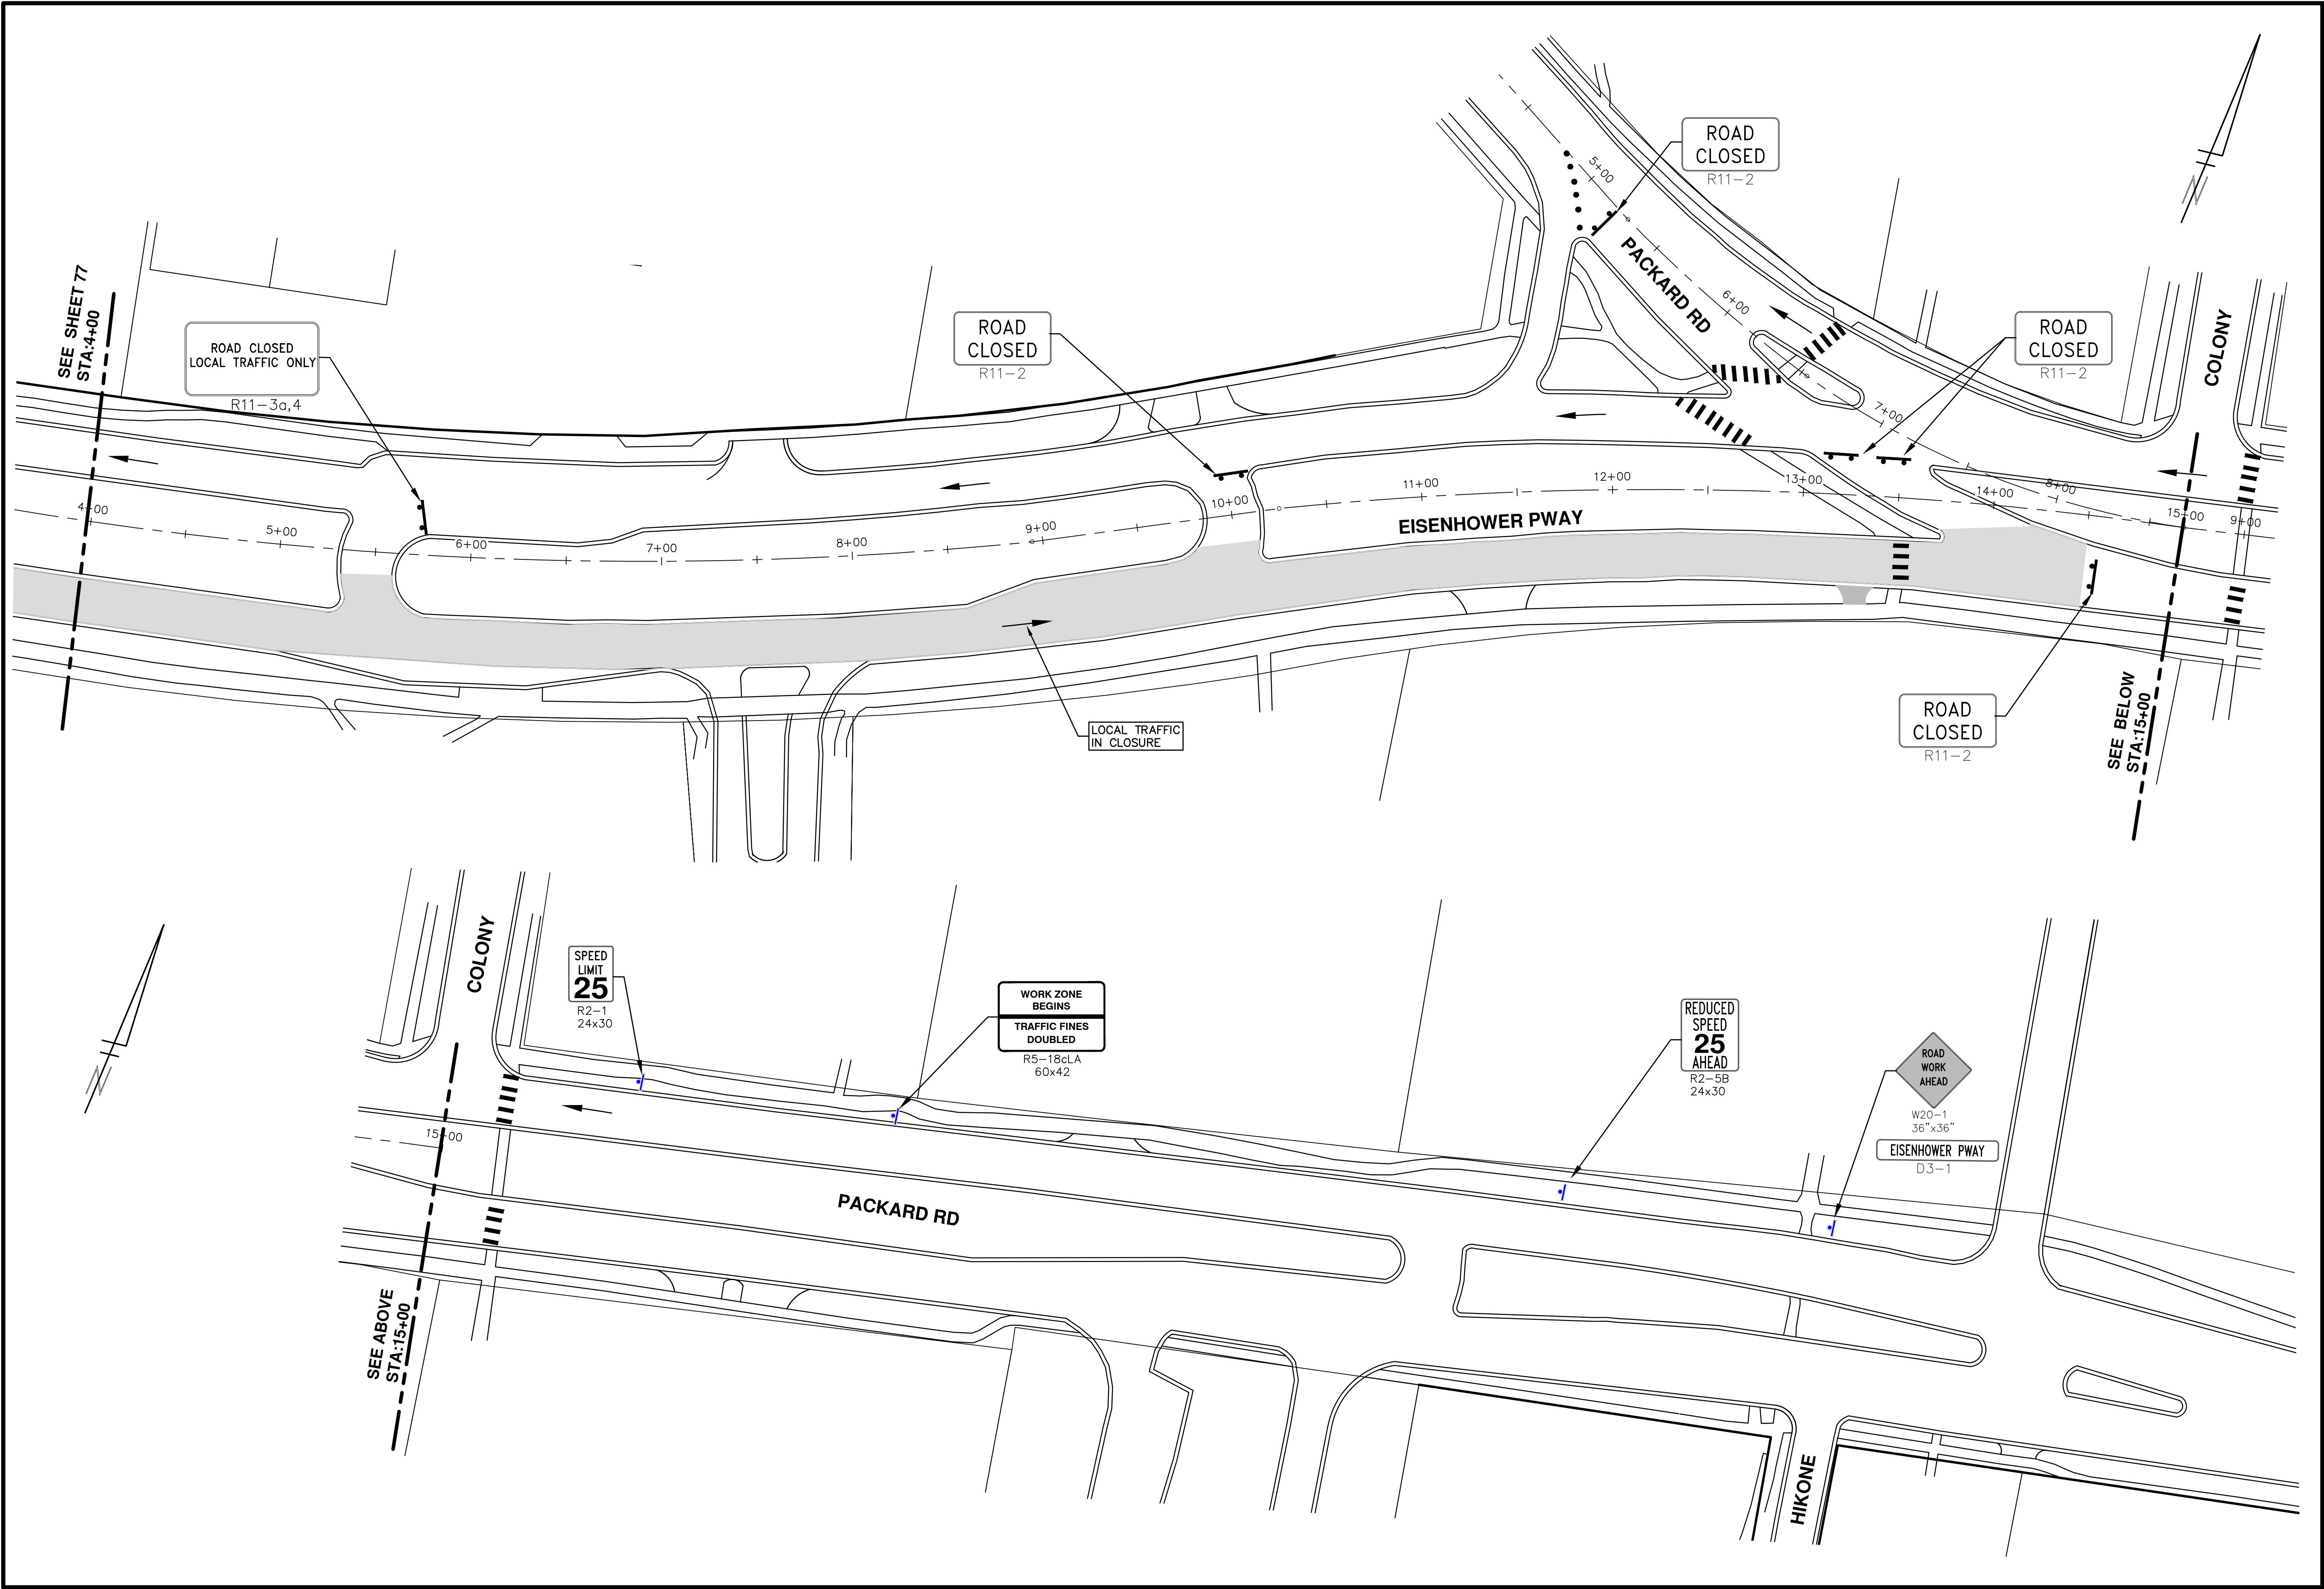 SEE SHEET 77
STA:4+00
ROAD CLOSED
LOCAL TRAFFIC ONLY
R11-3a,4
ROAD
CLOSED
R11-2
ROAD
CLOSED
R11-2
5+00
PACKARD RD
6+00
7+00
8+00
9+00
ROAD
CLOSED
R11-2
COLONY
N
4+00
5+00
6+00
7+00
8+00
9+00
10+00
11+00
12+00
13+00
14+00
15+00
EISENHOWER PWAY
LOCAL TRAFFIC
IN CLOSURE
ROAD
CLOSED
R11-2
SEE BELOW
STA:15+00
N
COLONY
SPEED
LIMIT
25
R2-1
24x30
WORK ZONE
BEGINS
TRAFFIC FINES
DOUBLED
R5-18cLA
60x42
REDUCED
SPEED
25
AHEAD
R2-5B
24x30
ROAD
WORK
AHEAD
W20-1
36"x36"
EISENHOWER PWAY
D3-1
15+00
PACKARD RD
SEE ABOVE
STA:15+00
HIKONE